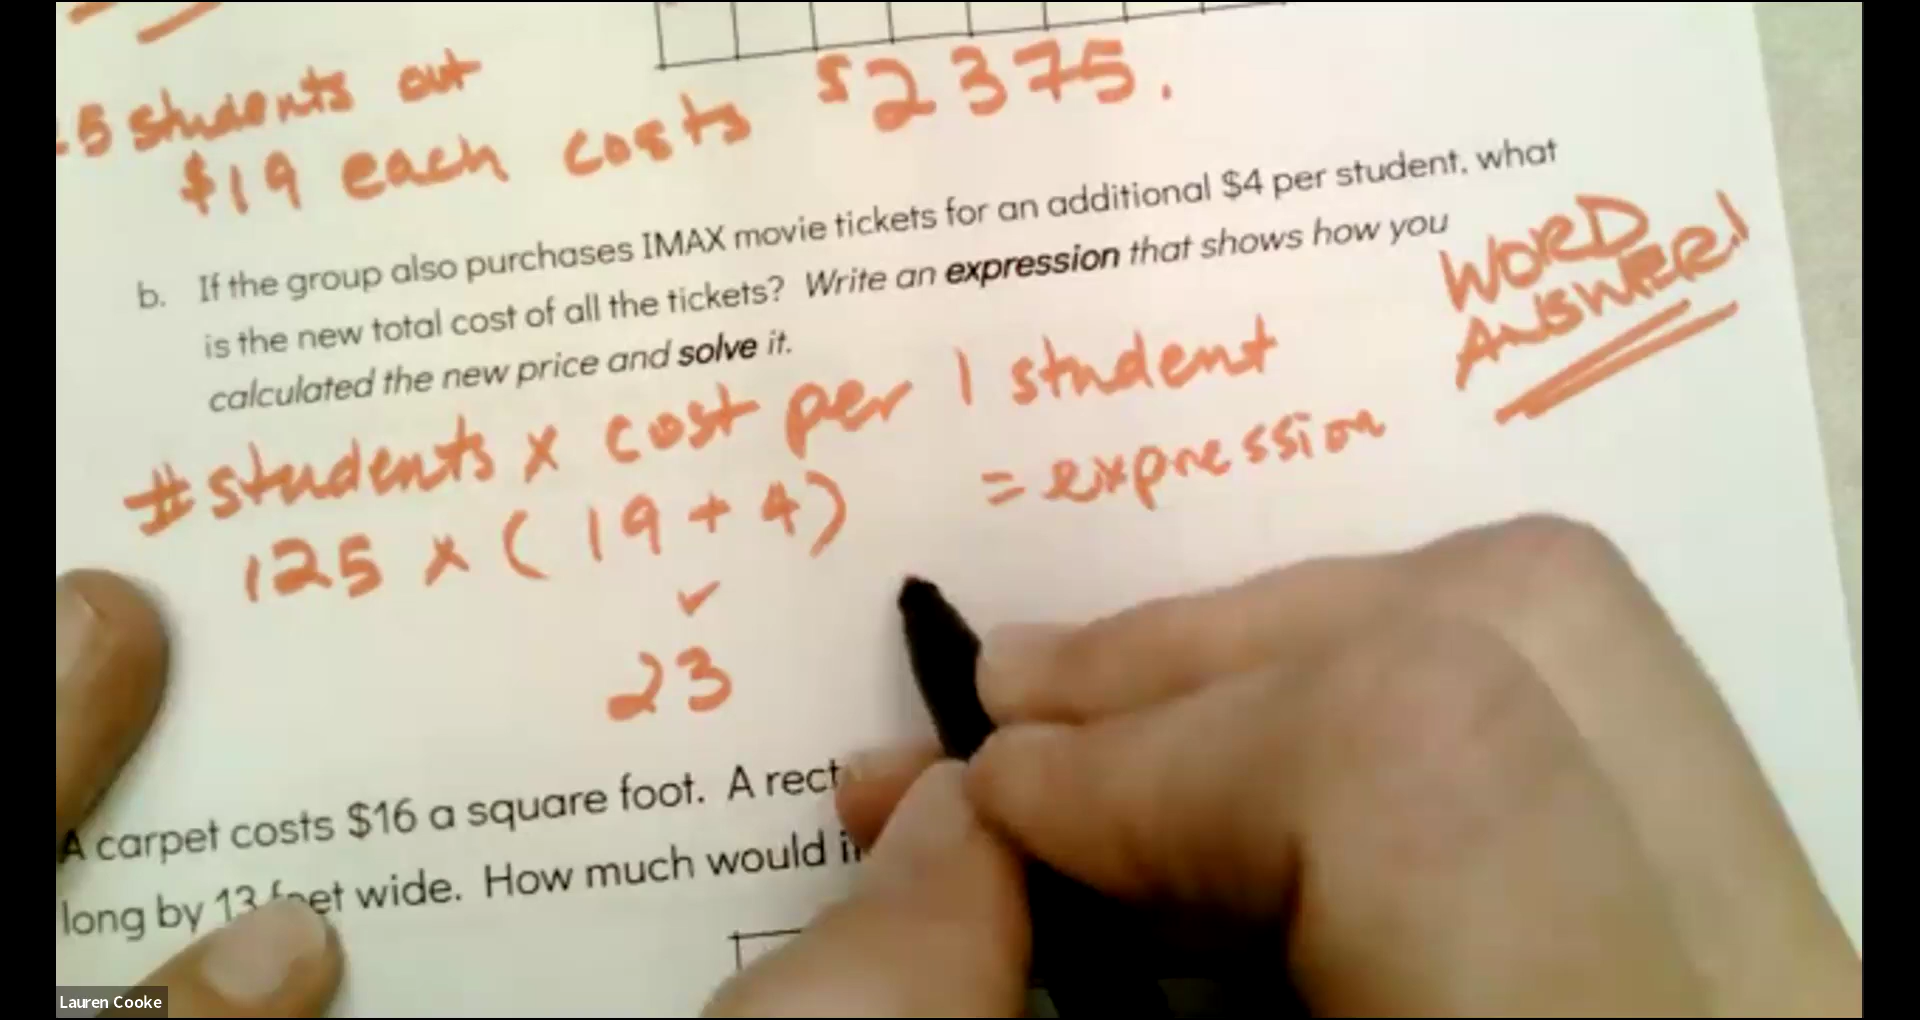 5 students out
$19 each costs $2375.
b. If the group also purchases IMAX movie tickets for an additional $4 per student, what
is the new total cost of all the tickets? Write an expression that shows how you
calculated the new price and solve it.
WORD
ANSWER!
#students x cost per 1 student
125 x (19 + 4) = expression
23
A carpet costs $16 a square foot. A
long by 13 feet wide. How much would
Lauren Cooke